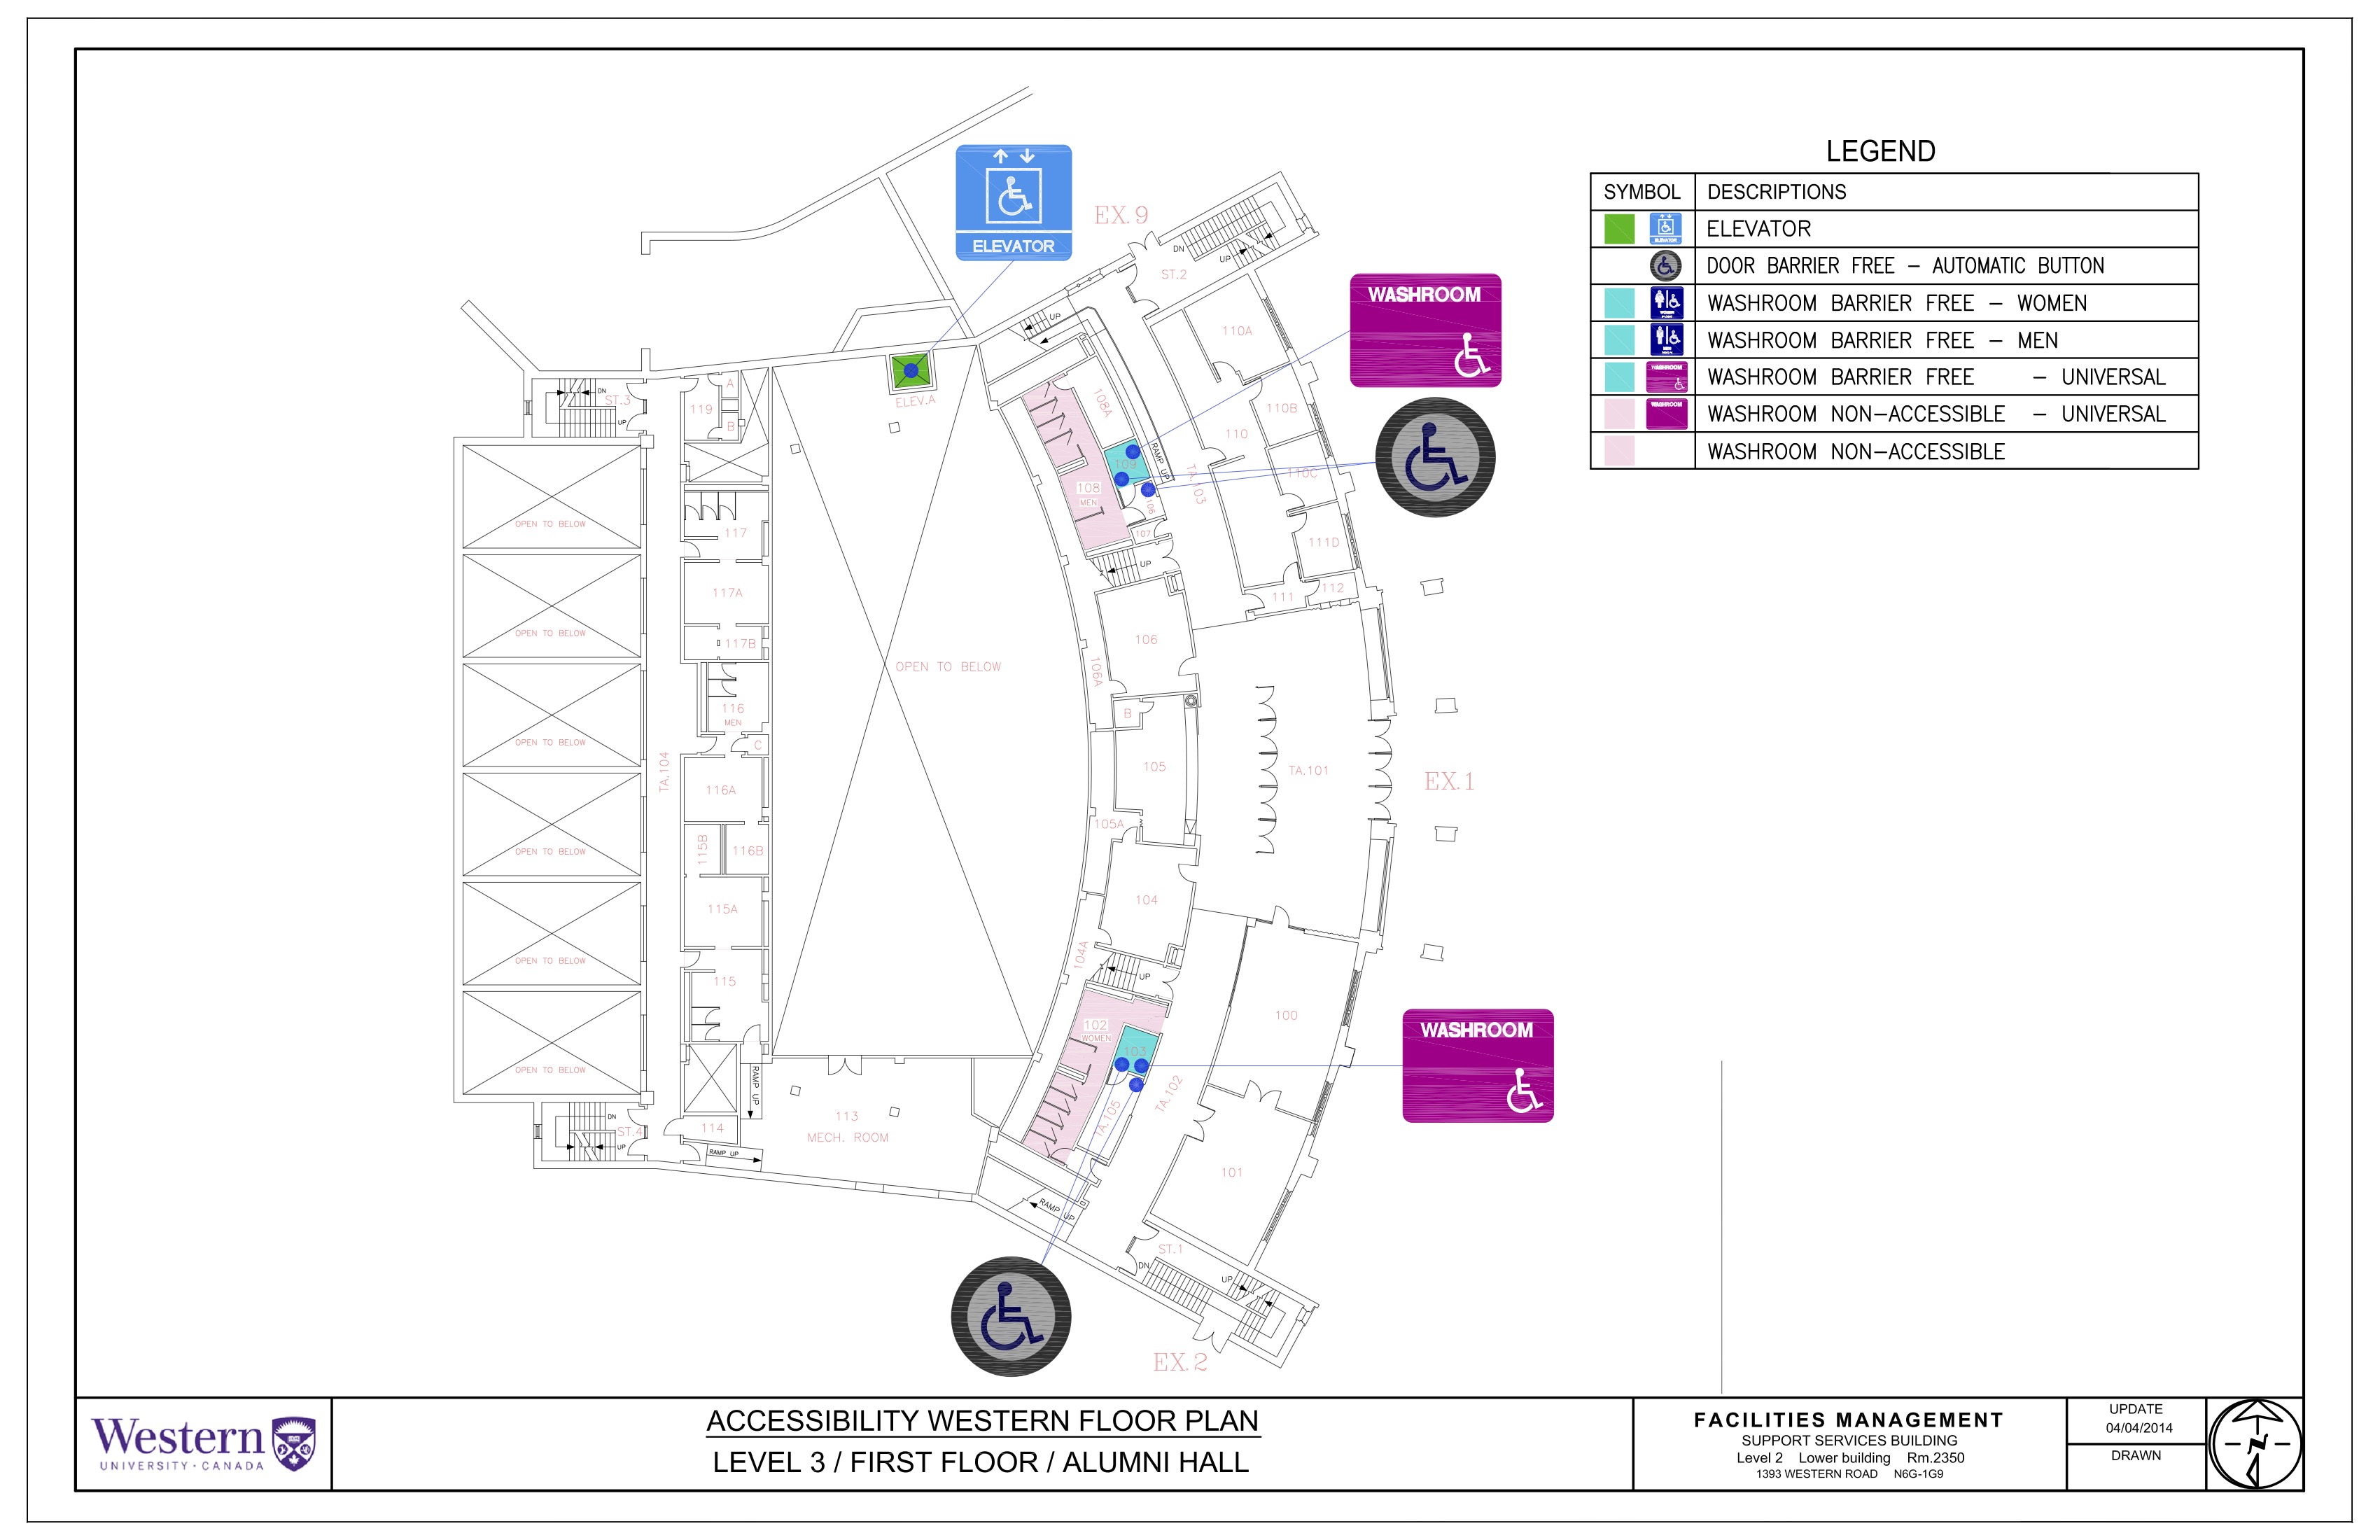 ELEVATOR
EX. 9
DN
UP
ST.2
WASHROOM
LEGEND
SYMBOL DESCRIPTIONS
ELEVATOR
DOOR BARRIER FREE - AUTOMATIC BUTTON
WASHROOM BARRIER FREE - WOMEN
WASHROOM BARRIER FREE - MEN
WASHROOM BARRIER FREE - UNIVERSAL
WASHROOM NON-ACCESSIBLE - UNIVERSAL
WASHROOM NON-ACCESSIBLE
UP
110A
DN
ST.3
UP
A
119
B
ELEV.A
108A
110B
110
RAMP UP
109
TA.103
110C
108
MEN
106
107
111D
UP
111
112
OPEN TO BELOW
OPEN TO BELOW
OPEN TO BELOW
OPEN TO BELOW
OPEN TO BELOW
OPEN TO BELOW
117
117A
117B
116
MEN
C
TA.104
116A
115B
116B
115A
115
OPEN TO BELOW
106
106A
B
105
105A
TA.101
EX.1
104
104A
UP
100
102
WOMEN
103
WASHROOM
TA.102
TA.105
101
RAMP UP
113
MECH. ROOM
114
RAMP UP
DN
ST.4
UP
RAMP UP
ST.1
DN
UP
EX. 2
Western
UNIVERSITY · CANADA
ACCESSIBILITY WESTERN FLOOR PLAN
LEVEL 3 / FIRST FLOOR / ALUMNI HALL
FACILITIES MANAGEMENT
SUPPORT SERVICES BUILDING
Level 2 Lower building Rm.2350
1393 WESTERN ROAD N6G-1G9
UPDATE
04/04/2014
DRAWN
N